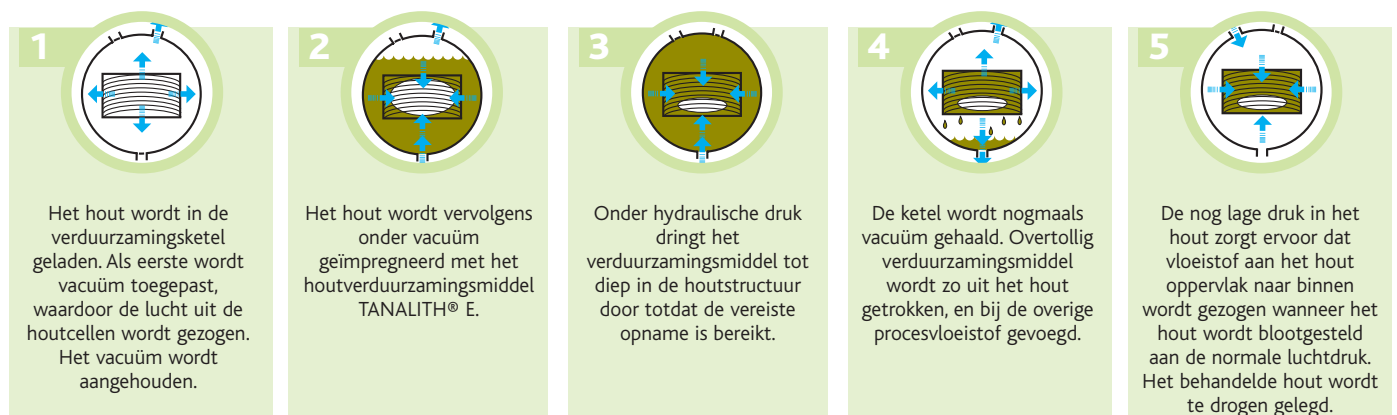 1
Het hout wordt in de
verduurzamingsketel
geladen. Als eerste wordt
vacuüm toegepast,
waardoor de lucht uit de
houtcellen wordt gezogen.
Het vacuüm wordt
aangehouden.
2
Het hout wordt vervolgens
onder vacuüm
geïmpregneerd met het
houtverduurzamingsmiddel
TANALITH® E.
3
Onder hydraulische druk
dringt het
verduurzamingsmiddel tot
diep in de houtstructuur
door totdat de vereiste
opname is bereikt.
4
De ketel wordt nogmaals
vacuüm gehaald. Overtollig
verduurzamingsmiddel
wordt zo uit het hout
getrokken, en bij de overige
procesvloeistof gevoegd.
5
De nog lage druk in het
hout zorgt ervoor dat
vloeistof aan het hout
oppervlak naar binnen
wordt gezogen wanneer het
hout wordt blootgesteld
aan de normale luchtdruk.
Het behandelde hout wordt
te drogen gelegd.